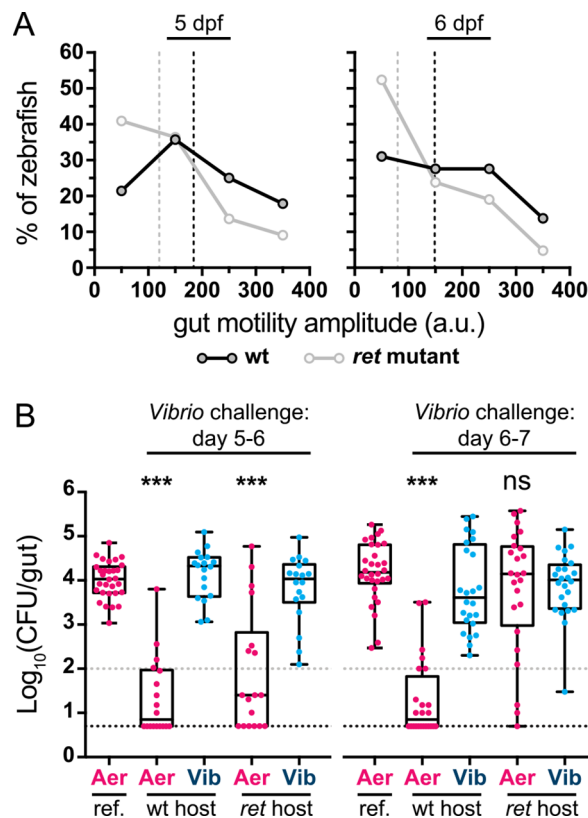 A
5 dpf
6 dpf
% of zebrafish
60
50
40
30
20
10
0
0 100 200 300 400
0 100 200 300 400
gut motility amplitude (a.u.)
wt
ret mutant
B
Vibrio challenge:
day 5-6
Vibrio challenge:
day 6-7
*** *** *** ns
Log10(CFU/gut)
6
5
4
3
2
1
0
Aer Aer Vib Aer Vib Aer Aer Vib Aer Vib
ref. wt host ret host ref. wt host ret host